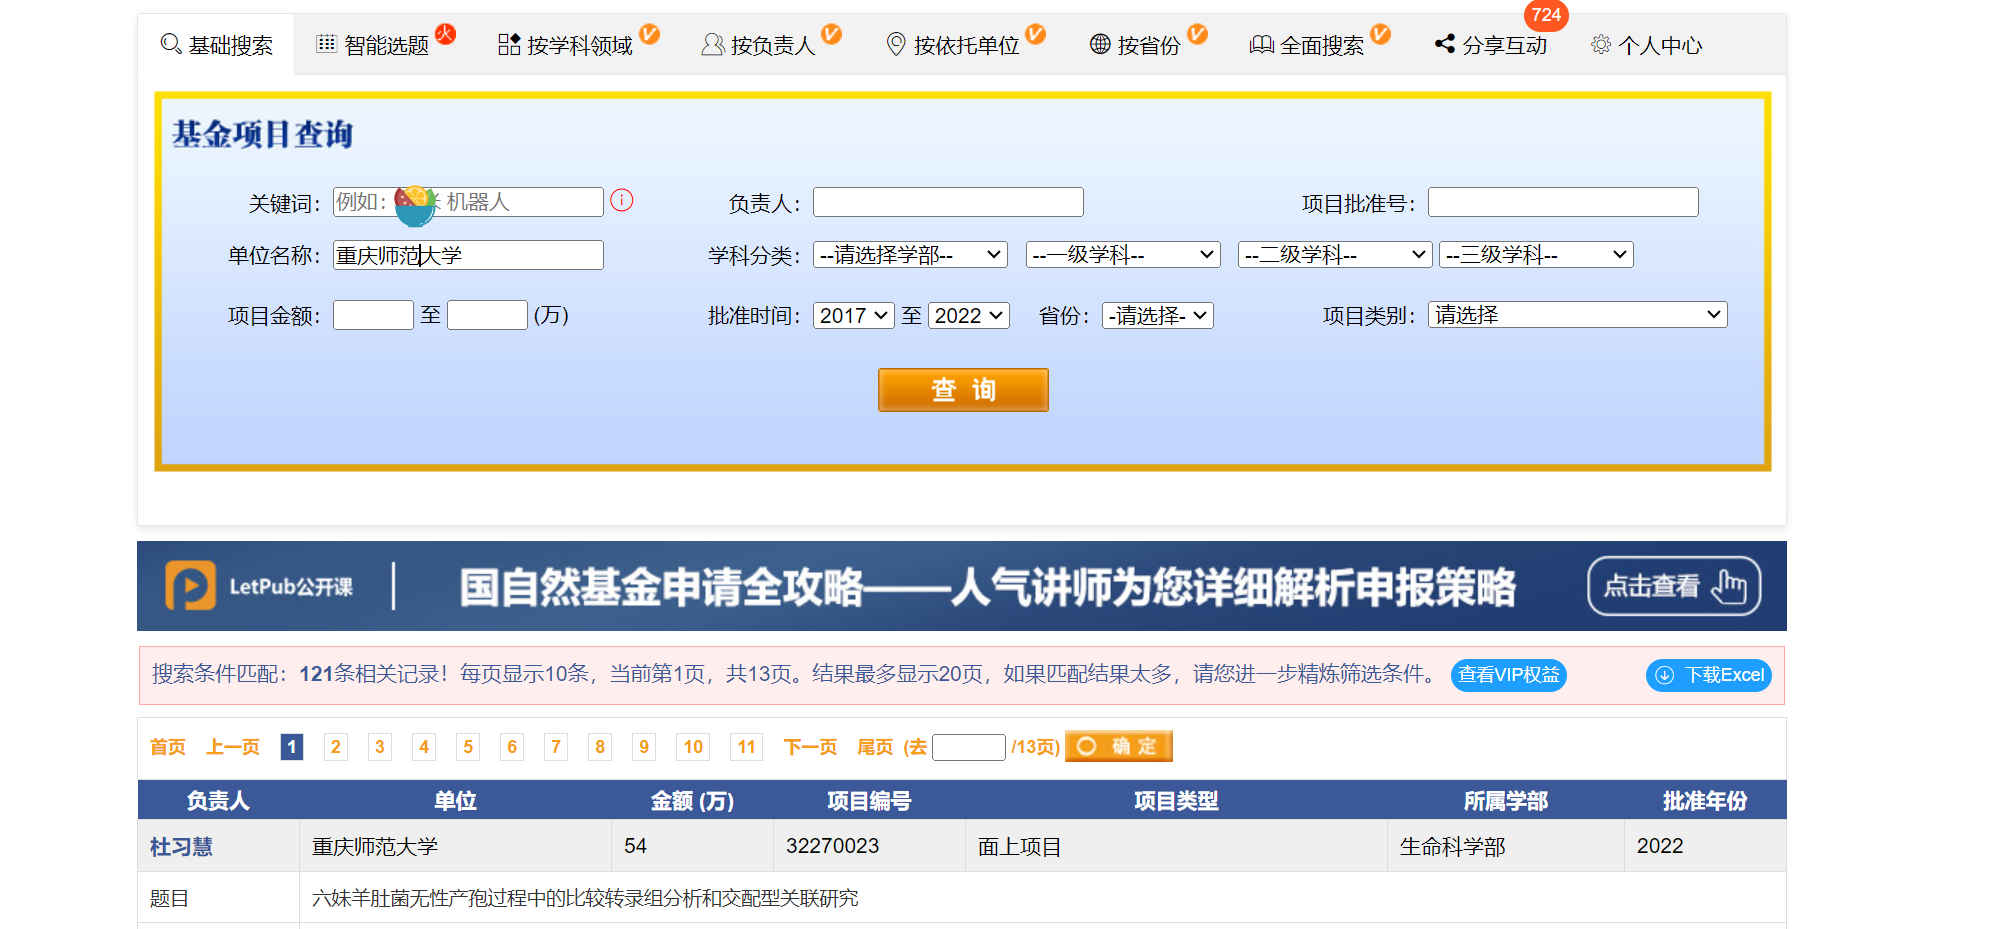 基础搜索 智能选题 火 按学科领域 按负责人 按依托单位 按省份 全面搜索 分享互动 724 个人中心
基金项目查询
关键词： 例如： 米 机器人 负责人： 项目批准号：
单位名称： 重庆师范大学 学科分类： --请选择学部-- --一级学科-- --二级学科-- --三级学科--
项目金额： 至 (万) 批准时间： 2017 至 2022 省份： -请选择- 项目类别： 请选择
查 询
LetPub公开课 国自然基金申请全攻略——人气讲师为您详细解析申报策略 点击查看
搜索条件匹配：121条相关记录！每页显示10条，当前第1页，共13页。结果最多显示20页，如果匹配结果太多，请您进一步精炼筛选条件。 查看VIP权益 下载Excel
首页 上一页 1 2 3 4 5 6 7 8 9 10 11 下一页 尾页 (去 /13页) 确 定
负责人 单位 金额 (万) 项目编号 项目类型 所属学部 批准年份
杜习慧 重庆师范大学 54 32270023 面上项目 生命科学部 2022
题目 六妹羊肚菌无性产孢过程中的比较转录组分析和交配型关联研究